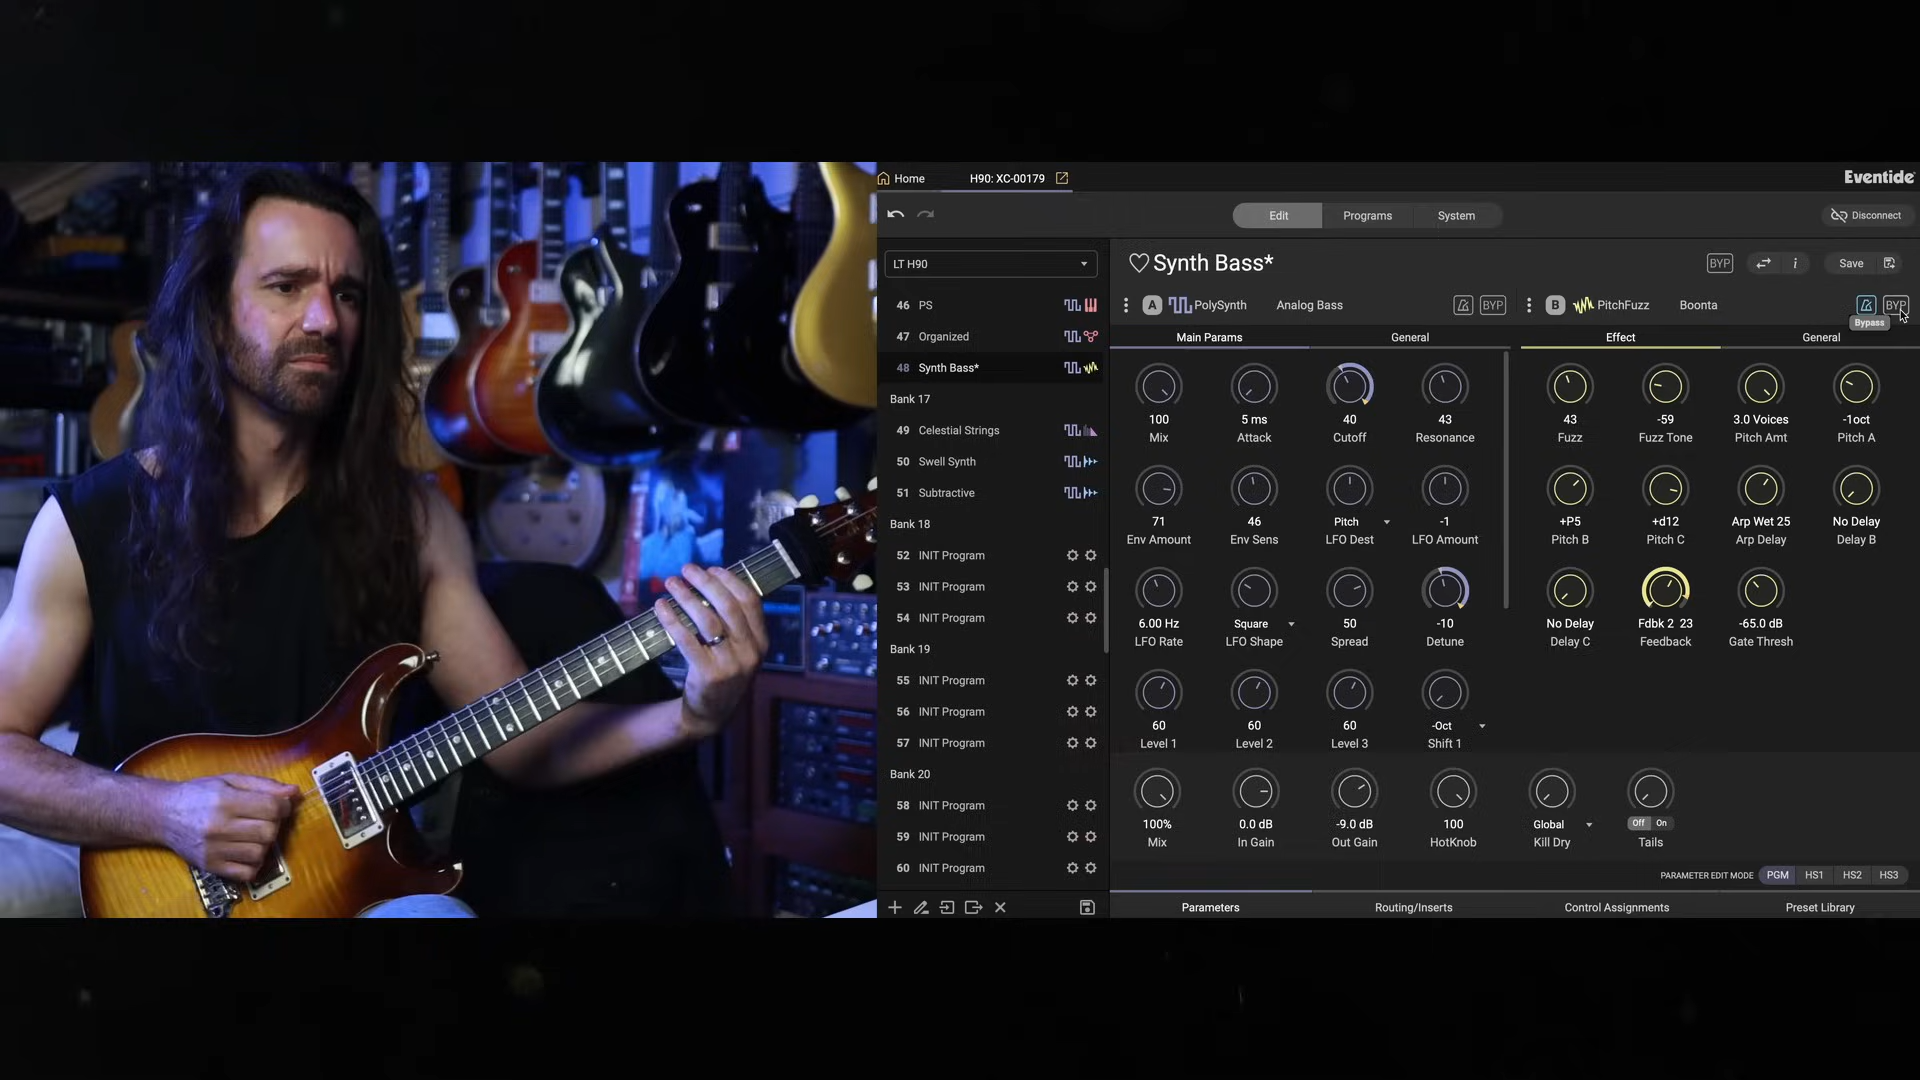 Home
H90: XC-00179
Eventide
Edit
Programs
System
Disconnect
LT H90
Synth Bass*
BYP
i
Save
46 PS
47 Organized
48 Synth Bass*
Bank 17
49 Celestial Strings
50 Swell Synth
51 Subtractive
Bank 18
52 INIT Program
53 INIT Program
54 INIT Program
Bank 19
55 INIT Program
56 INIT Program
57 INIT Program
Bank 20
58 INIT Program
59 INIT Program
60 INIT Program
A PolySynth Analog Bass BYP
B PitchFuzz Boonta BYP
Bypass
Main Params General
Effect General
100 5 ms 40 43
Mix Attack Cutoff Resonance
71 46 Pitch -1
Env Amount Env Sens LFO Dest LFO Amount
6.00 Hz Square 50 -10
LFO Rate LFO Shape Spread Detune
60 60 60 -Oct
Level 1 Level 2 Level 3 Shift 1
43 -59 3.0 Voices -1oct
Fuzz Fuzz Tone Pitch Amt Pitch A
+P5 +d12 Arp Wet 25 No Delay
Pitch B Pitch C Arp Delay Delay B
No Delay Fdbk 2 23 -65.0 dB
Delay C Feedback Gate Thresh
100% 0.0 dB -9.0 dB 100 Global Off On
Mix In Gain Out Gain HotKnob Kill Dry Tails
PARAMETER EDIT MODE PGM HS1 HS2 HS3
Parameters Routing/Inserts Control Assignments Preset Library